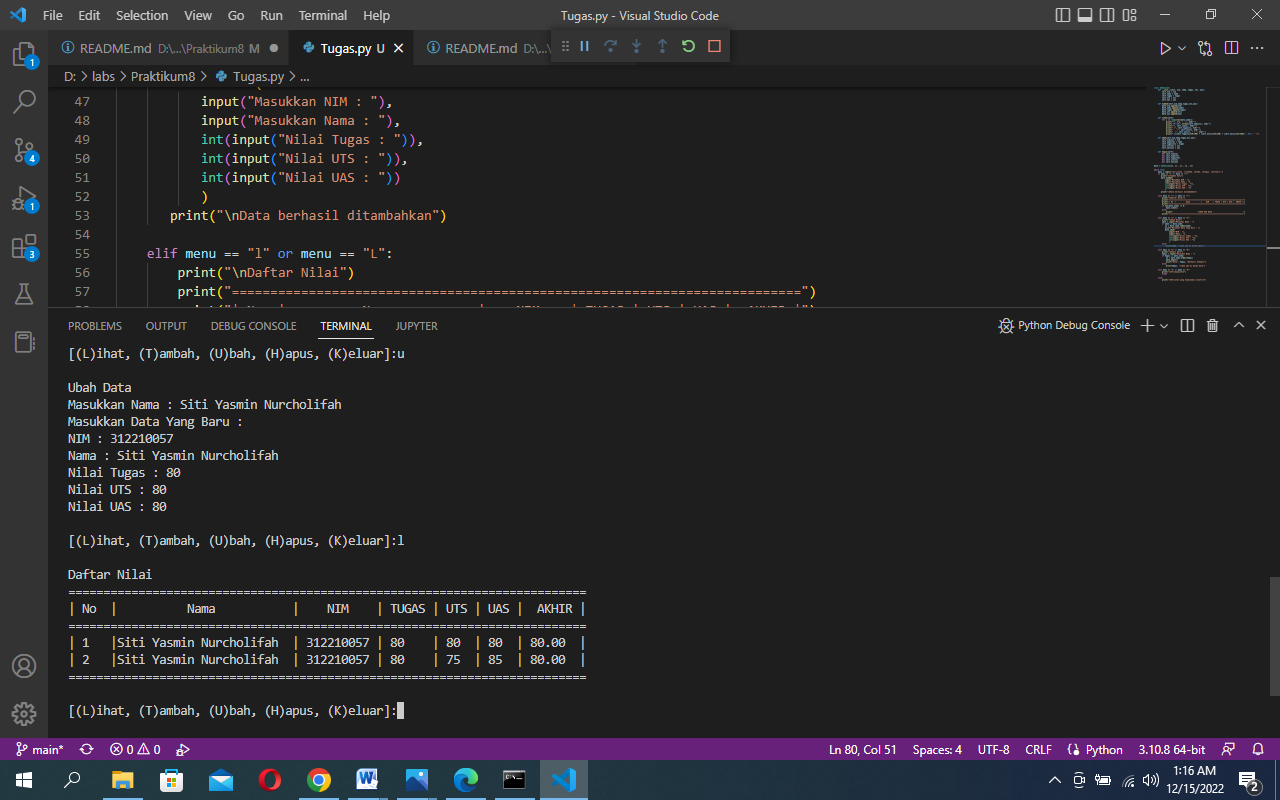 File Edit Selection View Go Run Terminal Help Tugas.py - Visual Studio Code
README.md D:\...\Praktikum8 M Tugas.py U README.md D:\...\
D: > labs > Praktikum8 > Tugas.py > ...
47 input("Masukkan NIM : "),
48 input("Masukkan Nama : "),
49 int(input("Nilai Tugas : ")),
50 int(input("Nilai UTS : ")),
51 int(input("Nilai UAS : "))
52 )
53 print("\nData berhasil ditambahkan")
54
55 elif menu == "l" or menu == "L":
56 print("\nDaftar Nilai")
57 print("==========================================================================")
PROBLEMS OUTPUT DEBUG CONSOLE TERMINAL JUPYTER Python Debug Console
[(L)ihat, (T)ambah, (U)bah, (H)apus, (K)eluar]:u
Ubah Data
Masukkan Nama : Siti Yasmin Nurcholifah
Masukkan Data Yang Baru :
NIM : 312210057
Nama : Siti Yasmin Nurcholifah
Nilai Tugas : 80
Nilai UTS : 80
Nilai UAS : 80
[(L)ihat, (T)ambah, (U)bah, (H)apus, (K)eluar]:l
Daftar Nilai
==========================================================================
| No | Nama | NIM | TUGAS | UTS | UAS | AKHIR |
==========================================================================
| 1 |Siti Yasmin Nurcholifah | 312210057 | 80 | 80 | 80 | 80.00 |
| 2 |Siti Yasmin Nurcholifah | 312210057 | 80 | 75 | 85 | 80.00 |
==========================================================================
[(L)ihat, (T)ambah, (U)bah, (H)apus, (K)eluar]:
1
4
1
3
main* 0 0 Ln 80, Col 51 Spaces: 4 UTF-8 CRLF Python 3.10.8 64-bit
1:16 AM
12/15/2022
2